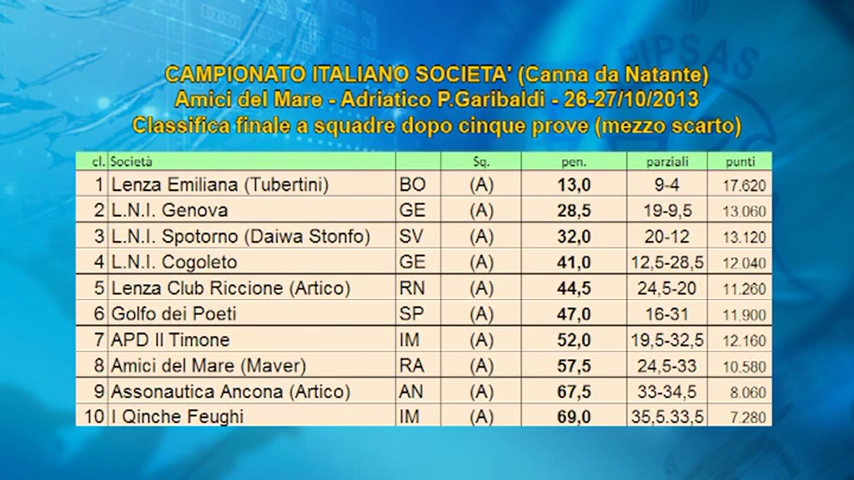 FIPSAS
CAMPIONATO ITALIANO SOCIETA' (Canna da Natante)
Amici del Mare - Adriatico P.Garibaldi - 26-27/10/2013
Classifica finale a squadre dopo cinque prove (mezzo scarto)
cl. Società Sq. pen. parziali punti
1 Lenza Emiliana (Tubertini) BO (A) 13,0 9-4 17.620
2 L.N.I. Genova GE (A) 28,5 19-9,5 13.060
3 L.N.I. Spotorno (Daiwa Stonfo) SV (A) 32,0 20-12 13.120
4 L.N.I. Cogoleto GE (A) 41,0 12,5-28,5 12.040
5 Lenza Club Riccione (Artico) RN (A) 44,5 24,5-20 11.260
6 Golfo dei Poeti SP (A) 47,0 16-31 11.900
7 APD Il Timone IM (A) 52,0 19,5-32,5 12.160
8 Amici del Mare (Maver) RA (A) 57,5 24,5-33 10.580
9 Assonautica Ancona (Artico) AN (A) 67,5 33-34,5 8.060
10 I Qinche Feughi IM (A) 69,0 35,5.33,5 7.280